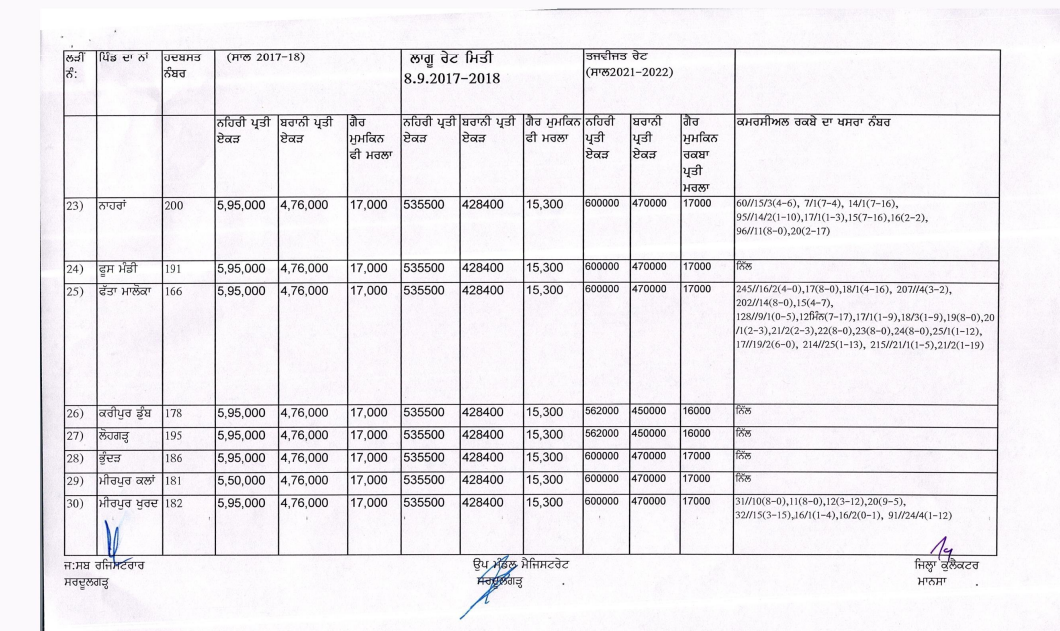 ਲੜੀਂ ਨੰ: ਪਿੰਡ ਦਾ ਨਾਂ ਹਦਬਸਤ ਨੰਬਰ (ਸਾਲ 2017-18) ਲਾਗੂ ਰੇਟ ਮਿਤੀ 8.9.2017-2018 ਤਜਵੀਜਤ ਰੇਟ (ਸਾਲ2021-2022)
ਨਹਿਰੀ ਪ੍ਰਤੀ ਏਕੜ ਬਰਾਨੀ ਪ੍ਰਤੀ ਏਕੜ ਗੈਰ ਮੁਮਕਿਨ ਫੀ ਮਰਲਾ ਨਹਿਰੀ ਪ੍ਰਤੀ ਏਕੜ ਬਰਾਨੀ ਪ੍ਰਤੀ ਏਕੜ ਗੈਰ ਮੁਮਕਿਨ ਫੀ ਮਰਲਾ ਨਹਿਰੀ ਪ੍ਰਤੀ ਏਕੜ ਬਰਾਨੀ ਪ੍ਰਤੀ ਏਕੜ ਗੈਰ ਮੁਮਕਿਨ ਰਕਬਾ ਪ੍ਰਤੀ ਮਰਲਾ ਕਮਰਸੀਅਲ ਰਕਬੇ ਦਾ ਖਸਰਾ ਨੰਬਰ
23) ਨਾਹਰਾਂ 200 5,95,000 4,76,000 17,000 535500 428400 15,300 600000 470000 17000 60//15/3(4-6), 7/1(7-4), 14/1(7-16),
95//14/2(1-10),17/1(1-3),15(7-16),16(2-2),
96//11(8-0),20(2-17)
24) ਫੂਸ ਮੰਡੀ 191 5,95,000 4,76,000 17,000 535500 428400 15,300 600000 470000 17000 ਨਿੱਲ
25) ਫੱਤਾ ਮਾਲੋਕਾ 166 5,95,000 4,76,000 17,000 535500 428400 15,300 600000 470000 17000 245//16/2(4-0),17(8-0),18/1(4-16), 207//4(3-2),
202//14(8-0),15(4-7),
128//9/1(0-5),12ਮਿੰਨ(7-17),17/1(1-9),18/3(1-9),19(8-0),20
/1(2-3),21/2(2-3),22(8-0),23(8-0),24(8-0),25/1(1-12),
17//19/2(6-0), 214//25(1-13), 215//21/1(1-5),21/2(1-19)
26) ਕਰੀਪੁਰ ਡੁੰਬ 178 5,95,000 4,76,000 17,000 535500 428400 15,300 562000 450000 16000 ਨਿੱਲ
27) ਲੋਹਗੜ੍ਹ 195 5,95,000 4,76,000 17,000 535500 428400 15,300 562000 450000 16000 ਨਿੱਲ
28) ਭੂੰਦੜ 186 5,95,000 4,76,000 17,000 535500 428400 15,300 600000 470000 17000 ਨਿੱਲ
29) ਮੀਰਪੁਰ ਕਲਾਂ 181 5,50,000 4,76,000 17,000 535500 428400 15,300 600000 470000 17000 ਨਿੱਲ
30) ਮੀਰਪੁਰ ਖੁਰਦ 182 5,95,000 4,76,000 17,000 535500 428400 15,300 600000 470000 17000 31//10(8-0),11(8-0),12(3-12),20(9-5),
32//15(3-15),16/1(1-4),16/2(0-1), 91//24/4(1-12)
ਜ:ਸਬ ਰਜਿਸਟਰਾਰ ਉਪ ਮੰਡਲ ਮੈਜਿਸਟਰੇਟ ਜਿਲ੍ਹਾ ਕੁਲੈਕਟਰ
ਸਰਦੂਲਗੜ੍ਹ ਸਰਦੂਲਗੜ੍ਹ ਮਾਨਸਾ